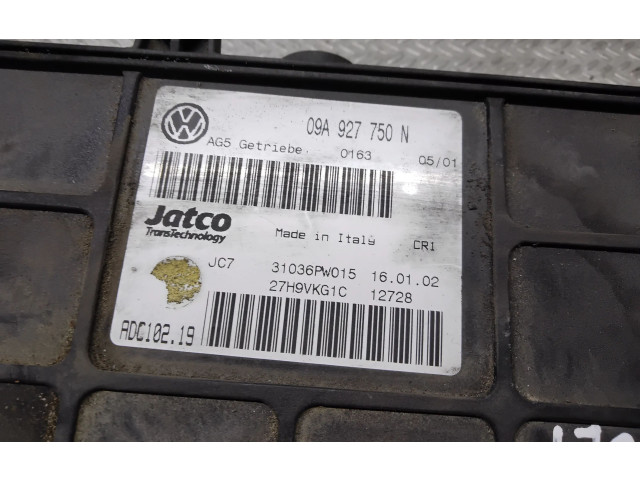 09A 927 750 N
AG5 Getriebe 0163 05/01
Jatco
TransTechnology
Made in Italy CRI
JC7 31036PW015 16.01.02
27H9VKG1C 12728
ADC102.19